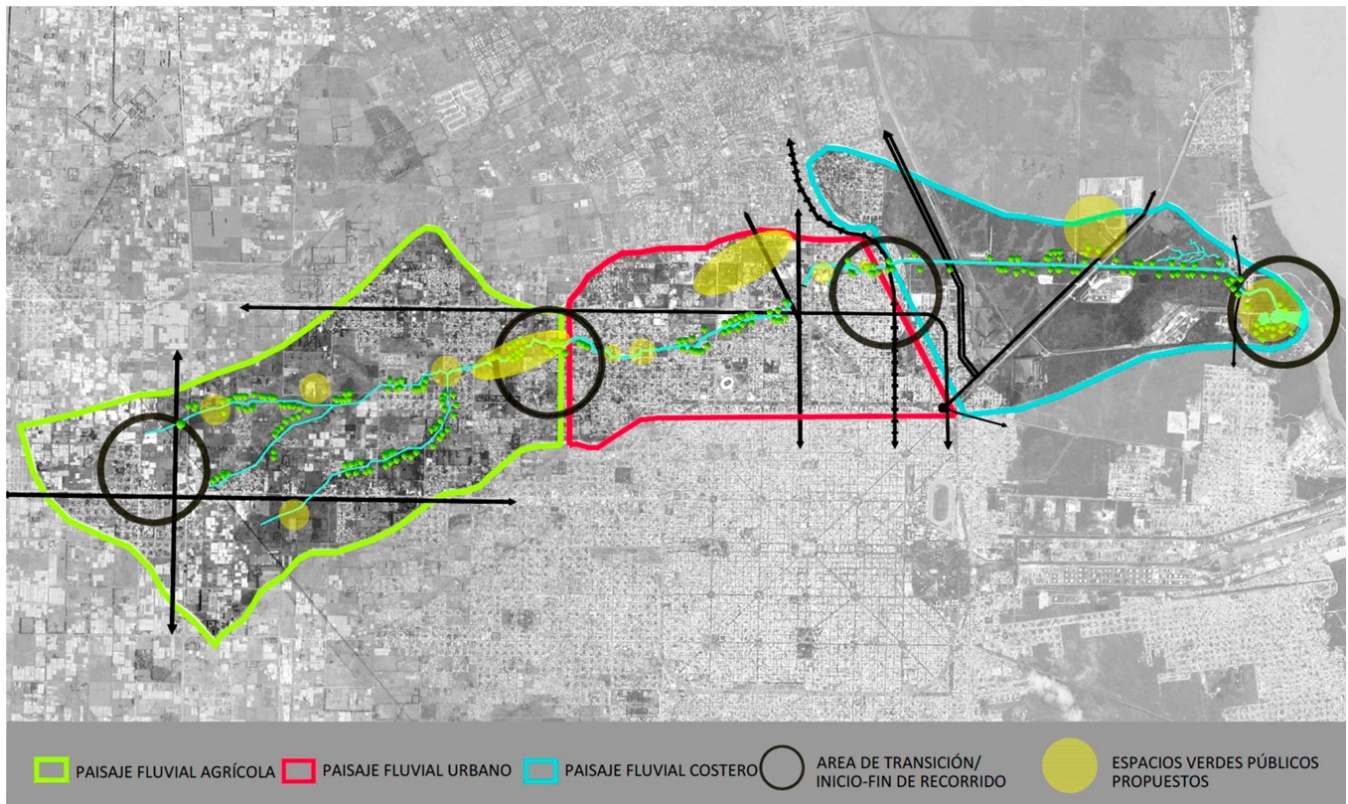 PAISAJE FLUVIAL AGRÍCOLA
PAISAJE FLUVIAL URBANO
PAISAJE FLUVIAL COSTERO
AREA DE TRANSICIÓN/
INICIO-FIN DE RECORRIDO
ESPACIOS VERDES PÚBLICOS
PROPUESTOS